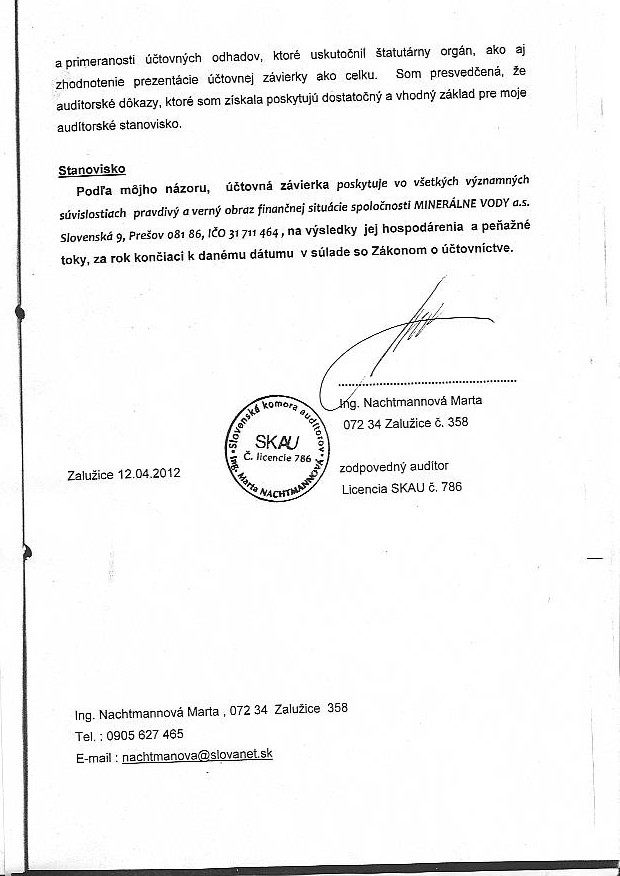 a primeranosti účtovných odhadov, ktoré uskutočnil štatutárny orgán, ako aj
zhodnotenie prezentácie účtovnej závierky ako celku. Som presvedčená, že
audítorské dôkazy, ktoré som získala poskytujú dostatočný a vhodný základ pre moje
audítorské stanovisko.
Stanovisko
Podľa môjho názoru, účtovná závierka poskytuje vo všetkých významných
súvislostiach pravdivý a verný obraz finančnej situácie spoločnosti MINERÁLNE VODY a.s.
Slovenská 9, Prešov 081 86, IČO 31 711 464, na výsledky jej hospodárenia a peňažné
toky, za rok končiaci k danému dátumu v súlade so Zákonom o účtovníctve.
Ing. Nachtmannová Marta
072 34 Zalužice č. 358
Slovenská komora audítorov
SKAU
Č. licencie 786
Ing. Marta NACHTMANNOVÁ
Zalužice 12.04.2012
zodpovedný audítor
Licencia SKAU č. 786
Ing. Nachtmannová Marta , 072 34 Zalužice 358
Tel. : 0905 627 465
E-mail : nachtmanova@slovanet.sk